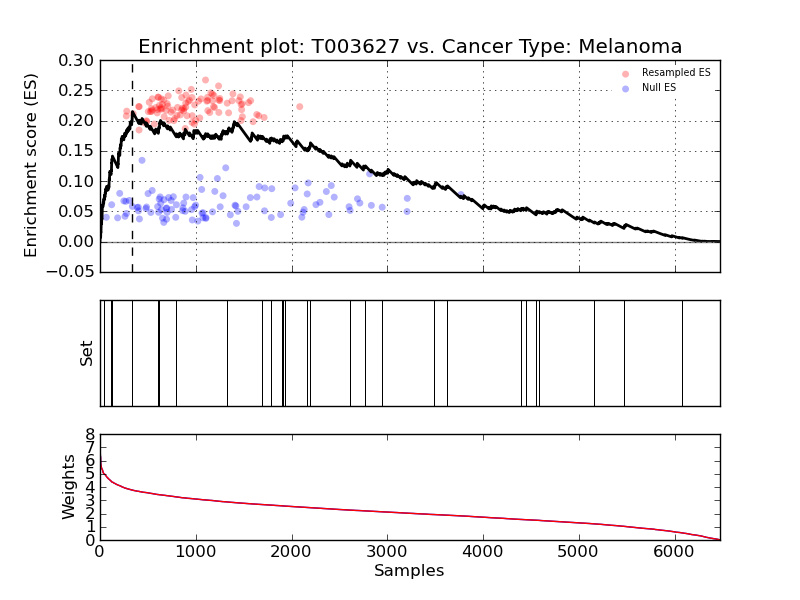 Enrichment plot: T003627 vs. Cancer Type: Melanoma
0.30
0.25
0.20
0.15
0.10
0.05
0.00
−0.05
Enrichment score (ES)
Resampled ES
Null ES
Set
8
7
6
5
4
3
2
1
0
Weights
0 1000 2000 3000 4000 5000 6000
Samples